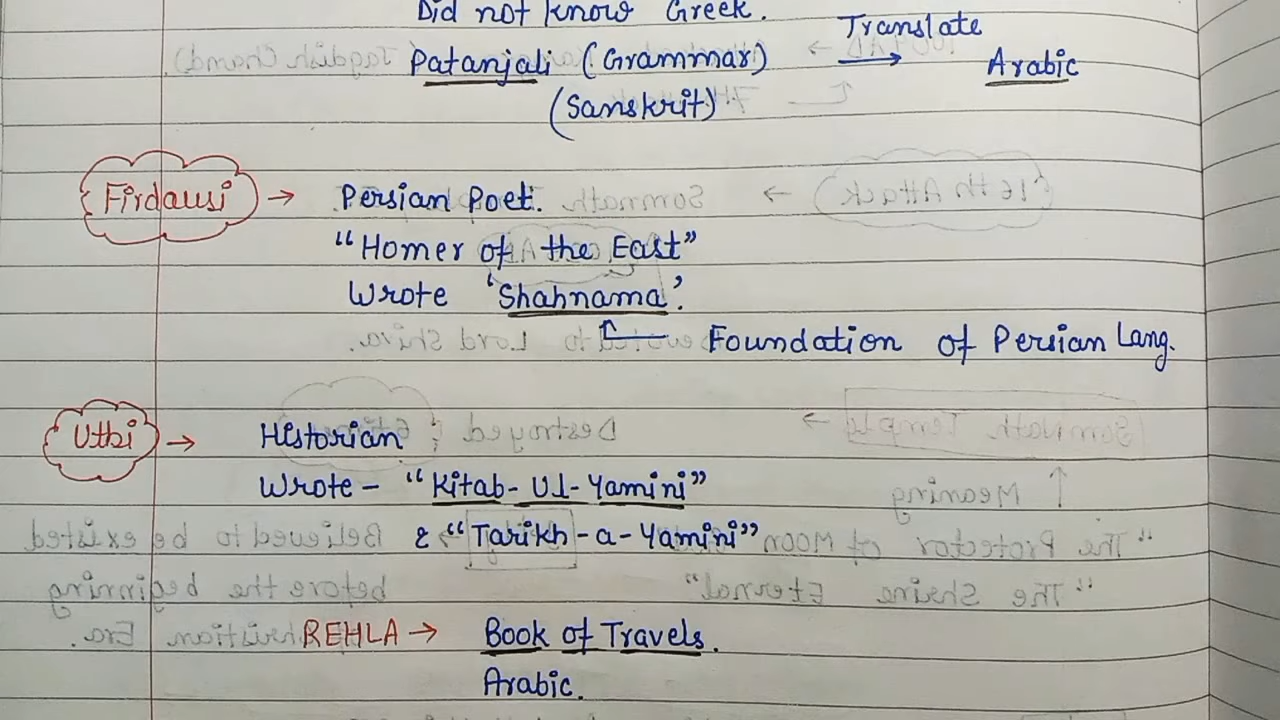 Did not know Greek.
Patanjali (Grammar) Translate → Arabic
(Sanskrit)
Firdausi → Persian Poet.
"Homer of the East"
Wrote 'Shahnama'.
Foundation of Persian Lang.
Utbi → Historian
Wrote - "Kitab-Ul-Yamini"
& "Tarikh-a-Yamini"
REHLA → Book of Travels.
Arabic.